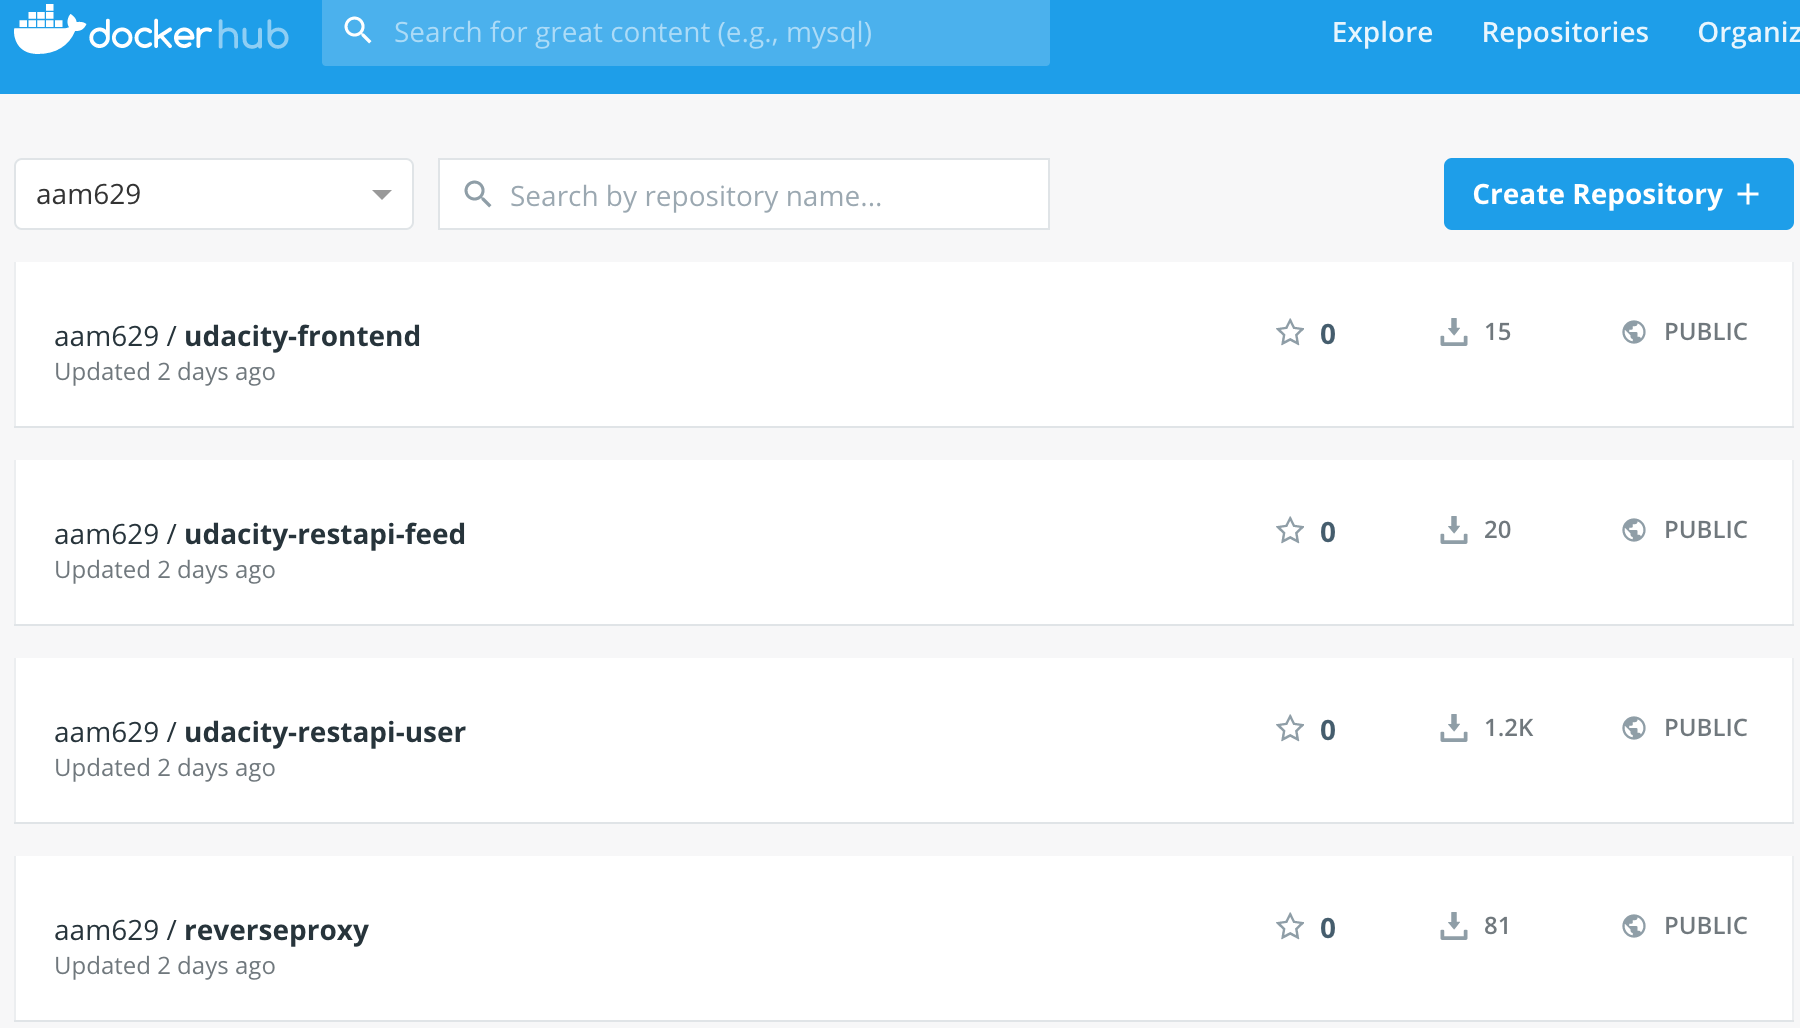 dockerhub
Search for great content (e.g., mysql)
Explore
Repositories
Organiz
aam629
Search by repository name...
Create Repository +
aam629 / udacity-frontend
0
15
PUBLIC
Updated 2 days ago
aam629 / udacity-restapi-feed
0
20
PUBLIC
Updated 2 days ago
aam629 / udacity-restapi-user
0
1.2K
PUBLIC
Updated 2 days ago
aam629 / reverseproxy
0
81
PUBLIC
Updated 2 days ago